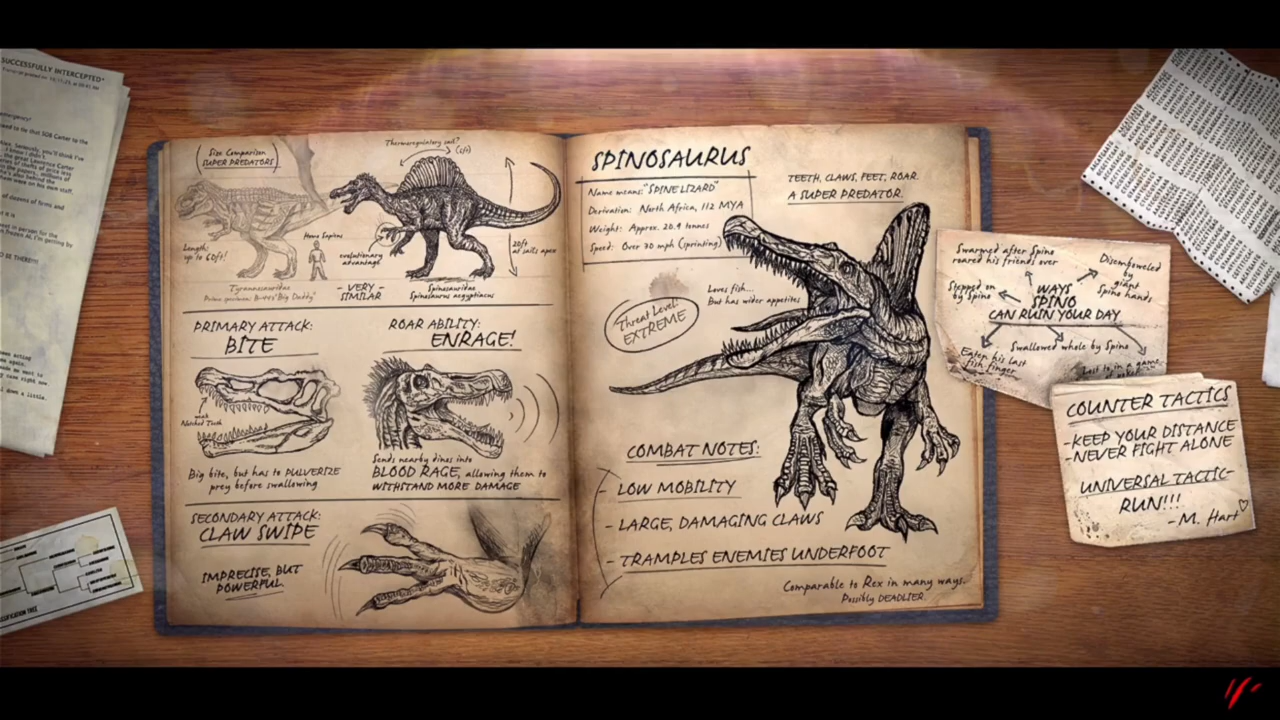 SUCCESSFULLY INTERCEPTED*
(Size Comparison
SUPER PREDATORS)
Thermoregulatory sail?
Length:
up to 60ft!
Homo Sapiens
evolutionary
advantage
20ft
at sails apex
Tyrannosauridae
"Big Daddy"
- VERY -
SIMILAR
Spinosauridae
Spinosaurus aegyptiacus
PRIMARY ATTACK:
BITE
Notched Tooth
Big bite, but has to PULVERIZE
prey before swallowing
ROAR ABILITY:
ENRAGE!
Sends nearby dinos into
BLOOD RAGE, allowing them to
WITHSTAND MORE DAMAGE
SECONDARY ATTACK:
CLAW SWIPE
IMPRECISE, BUT
POWERFUL.
SPINOSAURUS
Name means: "SPINE LIZARD"
Derivation: North Africa, 112 MYA
Weight: Approx. 20.9 tonnes
Speed: Over 30 mph (sprinting)
TEETH, CLAWS, FEET, ROAR.
A SUPER PREDATOR.
Threat Level:
EXTREME
Loves fish...
But has wider appetites
COMBAT NOTES:
- LOW MOBILITY
- LARGE, DAMAGING CLAWS
- TRAMPLES ENEMIES UNDERFOOT
Comparable to Rex in many ways.
Possibly DEADLIER.
Swarmed after Spino
roared his friends over
Disemboweled
by
giant
Spino hands
Stepped on
by Spino
WAYS
SPINO
CAN RUIN YOUR DAY
Swallowed whole by Spino
Eaten his last
fish finger
COUNTER TACTICS
-KEEP YOUR DISTANCE
-NEVER FIGHT ALONE
UNIVERSAL TACTIC-
RUN!!!
- M. Hart